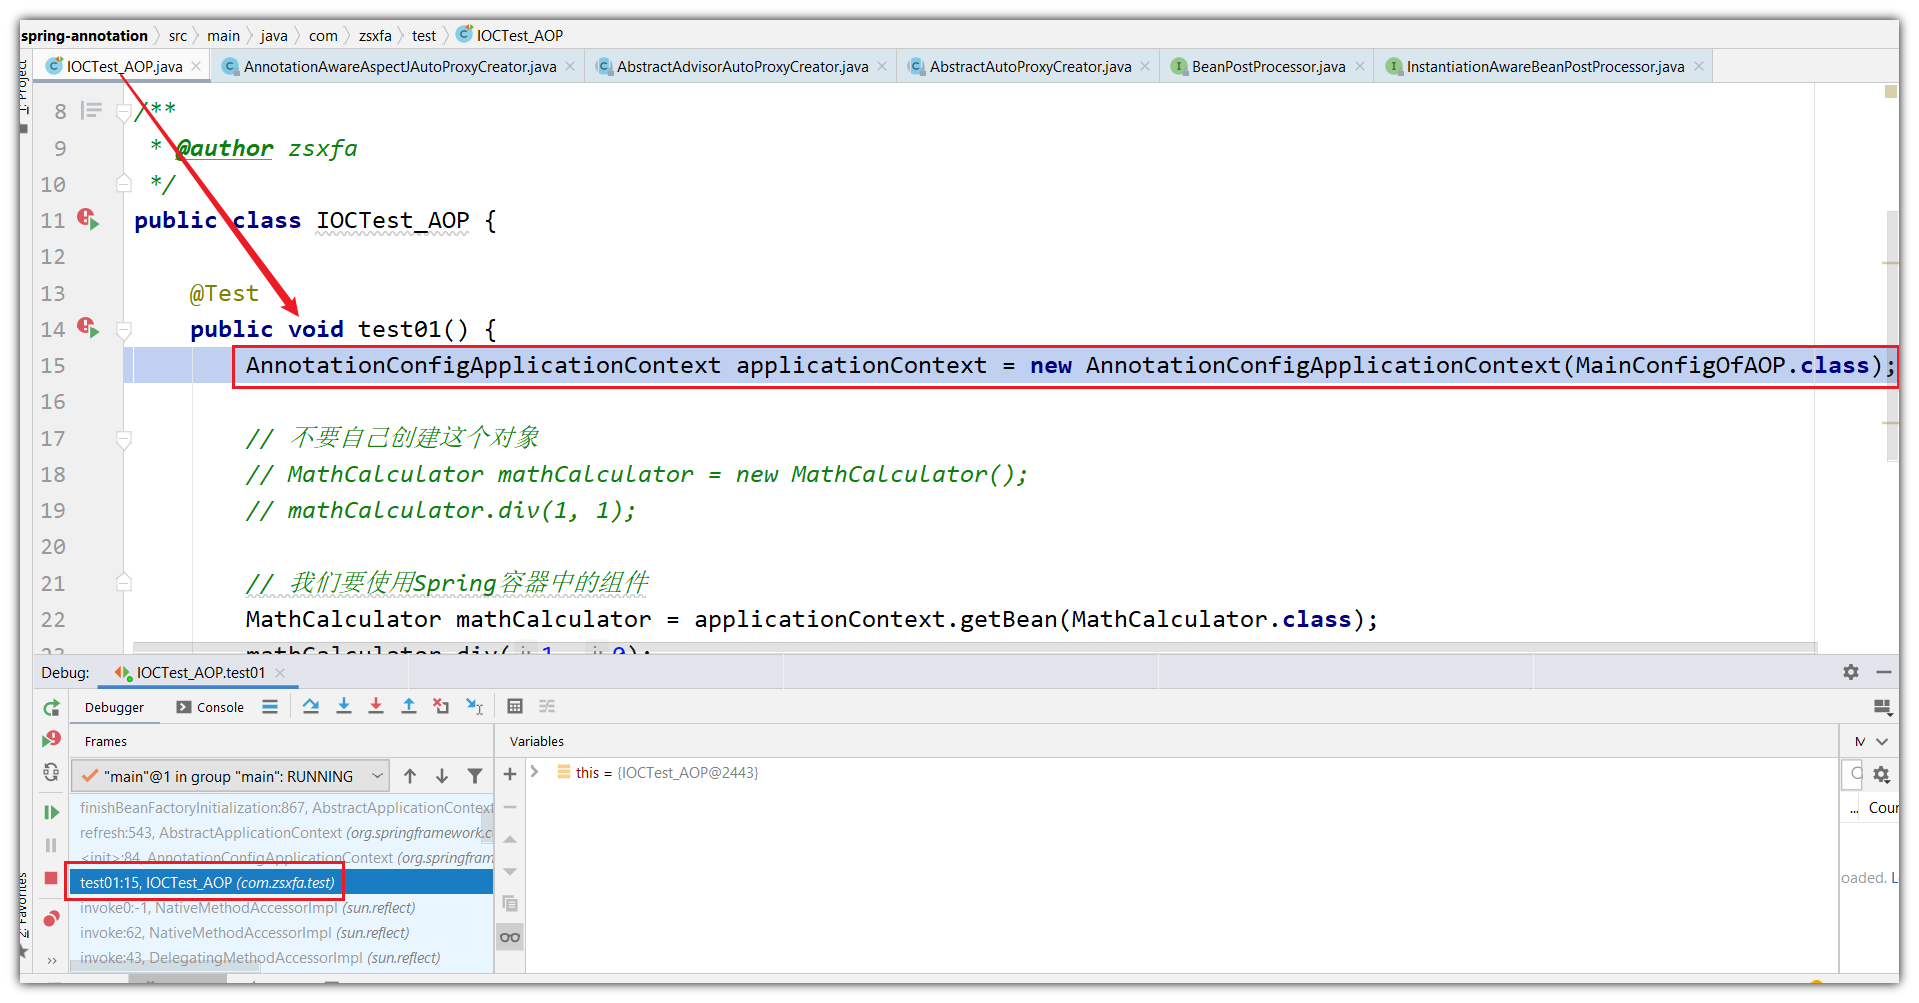 spring-annotation src main java com zsxfa test IOCTest_AOP
IOCTest_AOP.java AnnotationAwareAspectJAutoProxyCreator.java AbstractAdvisorAutoProxyCreator.java AbstractAutoProxyCreator.java BeanPostProcessor.java InstantiationAwareBeanPostProcessor.java
1: Project
8 /**
9 * @author zsxfa
10 */
11 public class IOCTest_AOP {
12
13 @Test
14 public void test01() {
15 AnnotationConfigApplicationContext applicationContext = new AnnotationConfigApplicationContext(MainConfigOfAOP.class);
16
17 // 不要自己创建这个对象
18 // MathCalculator mathCalculator = new MathCalculator();
19 // mathCalculator.div(1, 1);
20
21 // 我们要使用Spring容器中的组件
22 MathCalculator mathCalculator = applicationContext.getBean(MathCalculator.class);
23 mathCalculator.div(i: 1, j: 0);
Debug: IOCTest_AOP.test01
Debugger Console
Frames Variables
"main"@1 in group "main": RUNNING
this = {IOCTest_AOP@2443}
finishBeanFactoryInitialization:867, AbstractApplicationContext
refresh:543, AbstractApplicationContext (org.springframework.c
<init>:84, AnnotationConfigApplicationContext (org.springfram
test01:15, IOCTest_AOP (com.zsxfa.test)
invoke0:-1, NativeMethodAccessorImpl (sun.reflect)
invoke:62, NativeMethodAccessorImpl (sun.reflect)
invoke:43, DelegatingMethodAccessorImpl (sun.reflect)
M
... Cour
oaded. L
2: Favorites